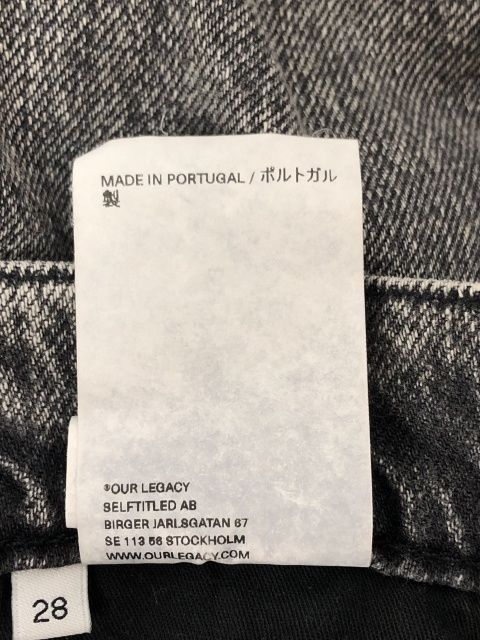 MADE IN PORTUGAL / ポルトガル
製
®OUR LEGACY
SELFTITLED AB
BIRGER JARLSGATAN 67
SE 113 56 STOCKHOLM
WWW.OURLEGACY.COM
28